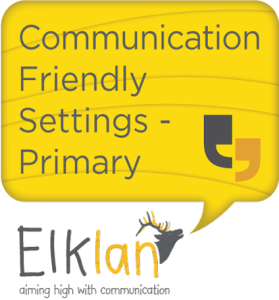 Communication
Friendly
Settings -
Primary
Elklan
aiming high with communication